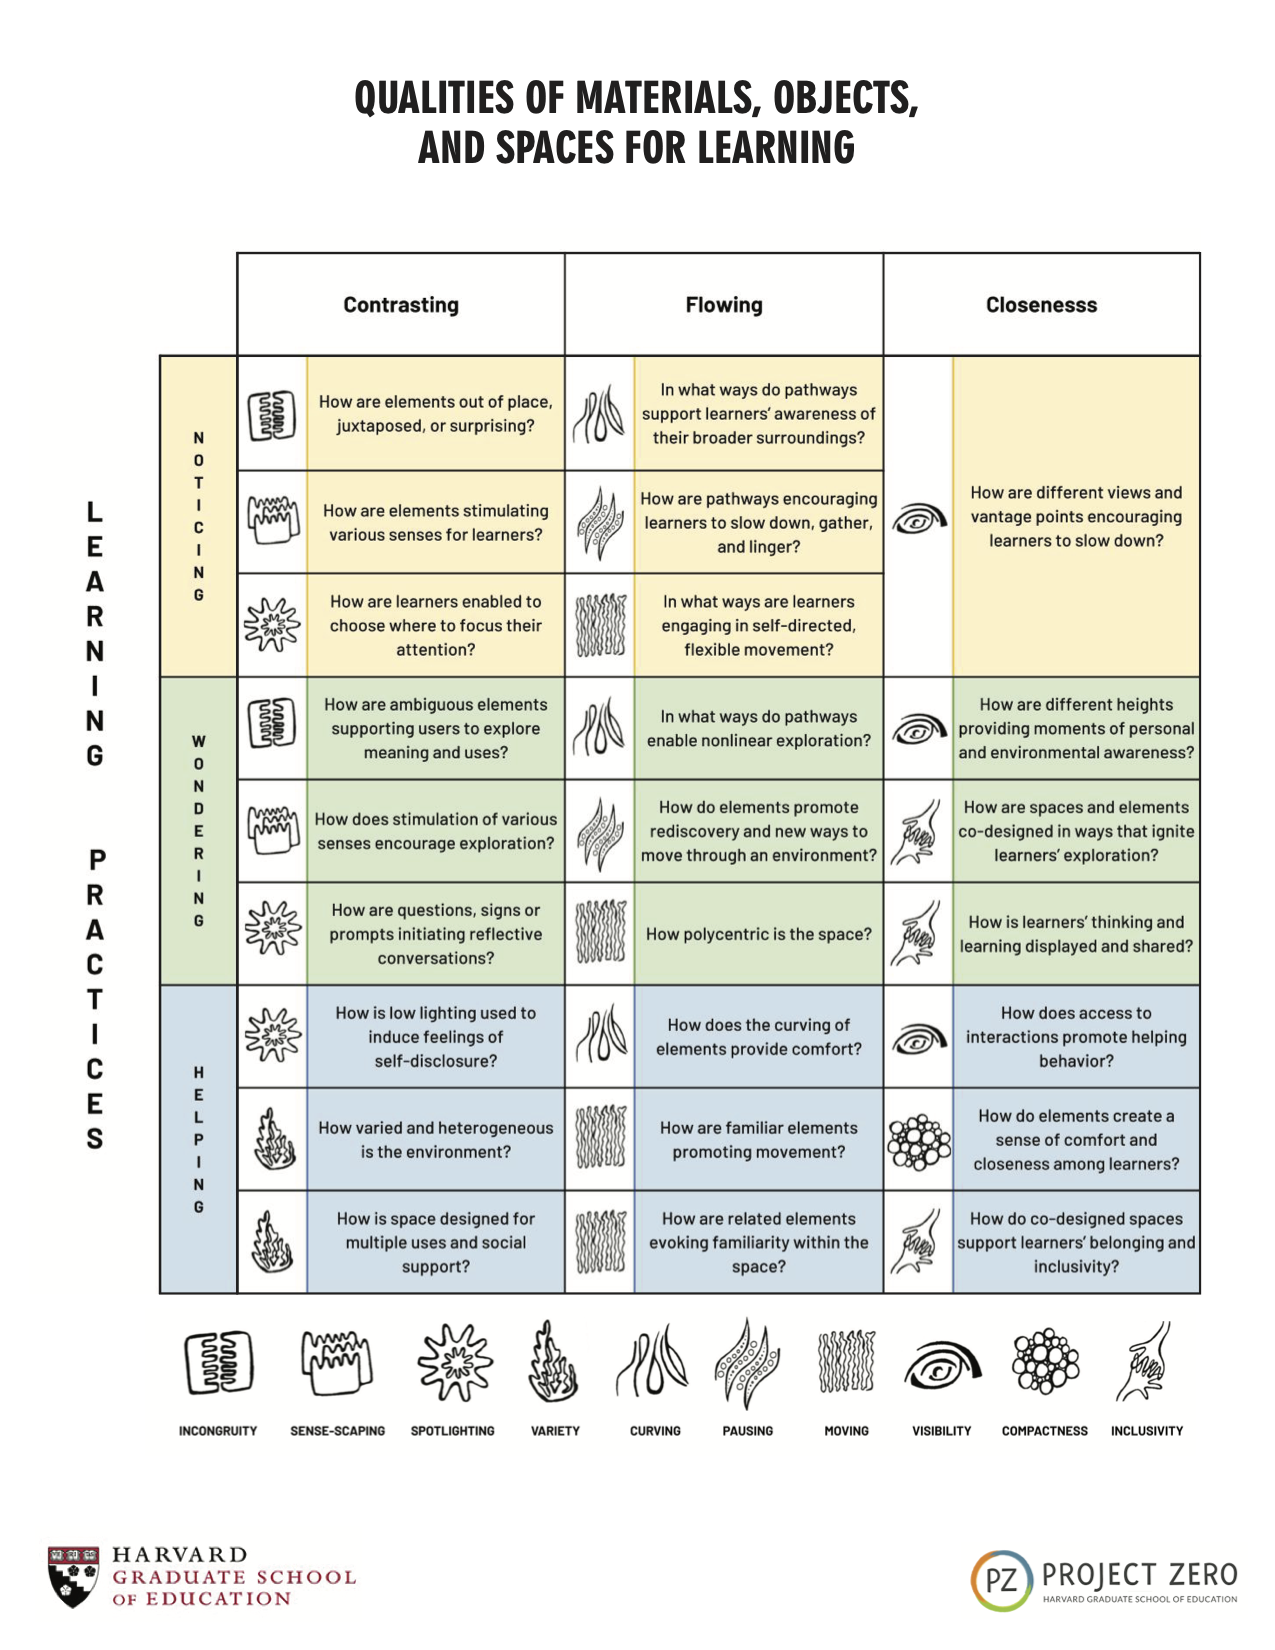 QUALITIES OF MATERIALS, OBJECTS,
AND SPACES FOR LEARNING
Contrasting
Flowing
Closenesss
LEARNING PRACTICES
NOTICING
How are elements out of place,
juxtaposed, or surprising?
In what ways do pathways
support learners' awareness of
their broader surroundings?
How are different views and
vantage points encouraging
learners to slow down?
How are elements stimulating
various senses for learners?
How are pathways encouraging
learners to slow down, gather,
and linger?
How are learners enabled to
choose where to focus their
attention?
In what ways are learners
engaging in self-directed,
flexible movement?
WONDERING
How are ambiguous elements
supporting users to explore
meaning and uses?
In what ways do pathways
enable nonlinear exploration?
How are different heights
providing moments of personal
and environmental awareness?
How does stimulation of various
senses encourage exploration?
How do elements promote
rediscovery and new ways to
move through an environment?
How are spaces and elements
co-designed in ways that ignite
learners' exploration?
How are questions, signs or
prompts initiating reflective
conversations?
How polycentric is the space?
How is learners' thinking and
learning displayed and shared?
HELPING
How is low lighting used to
induce feelings of
self-disclosure?
How does the curving of
elements provide comfort?
How does access to
interactions promote helping
behavior?
How varied and heterogeneous
is the environment?
How are familiar elements
promoting movement?
How do elements create a
sense of comfort and
closeness among learners?
How is space designed for
multiple uses and social
support?
How are related elements
evoking familiarity within the
space?
How do co-designed spaces
support learners' belonging and
inclusivity?
INCONGRUITY
SENSE-SCAPING
SPOTLIGHTING
VARIETY
CURVING
PAUSING
MOVING
VISIBILITY
COMPACTNESS
INCLUSIVITY
HARVARD
GRADUATE SCHOOL
OF EDUCATION
PZ
PROJECT ZERO
HARVARD GRADUATE SCHOOL OF EDUCATION